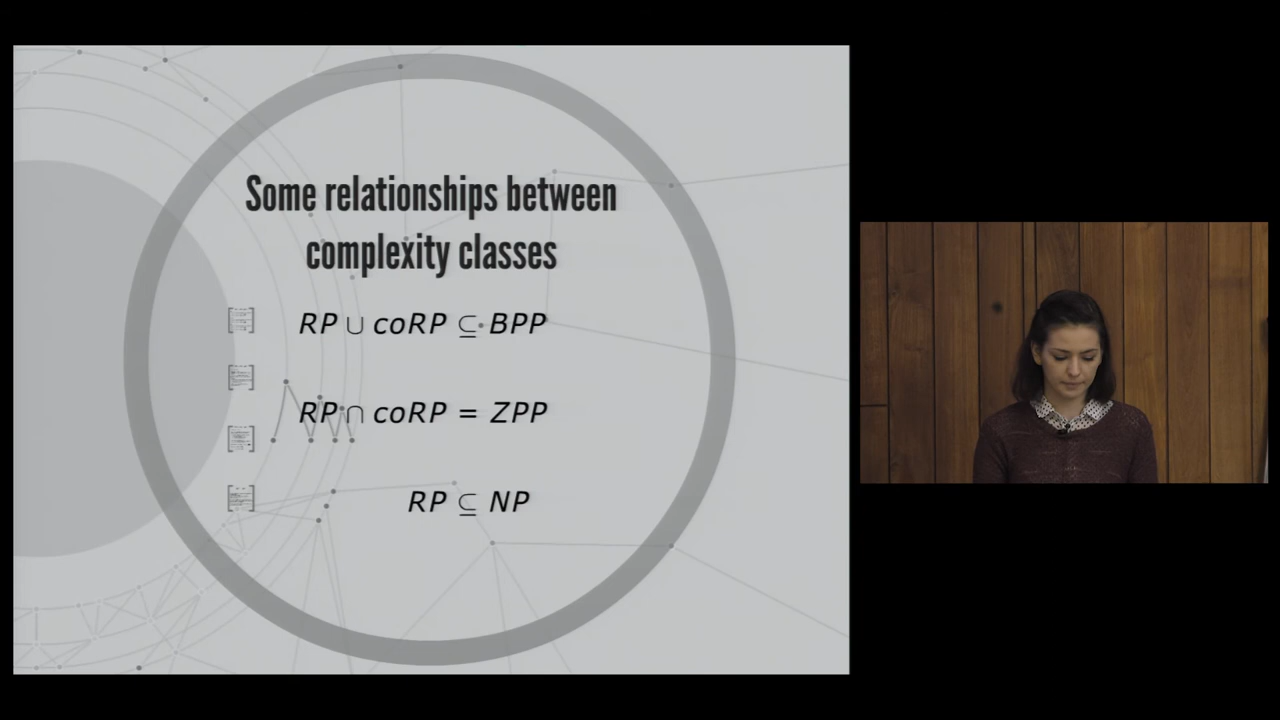 Some relationships between
complexity classes
RP ∪ coRP ⊆ BPP
RP ∩ coRP = ZPP
RP ⊆ NP